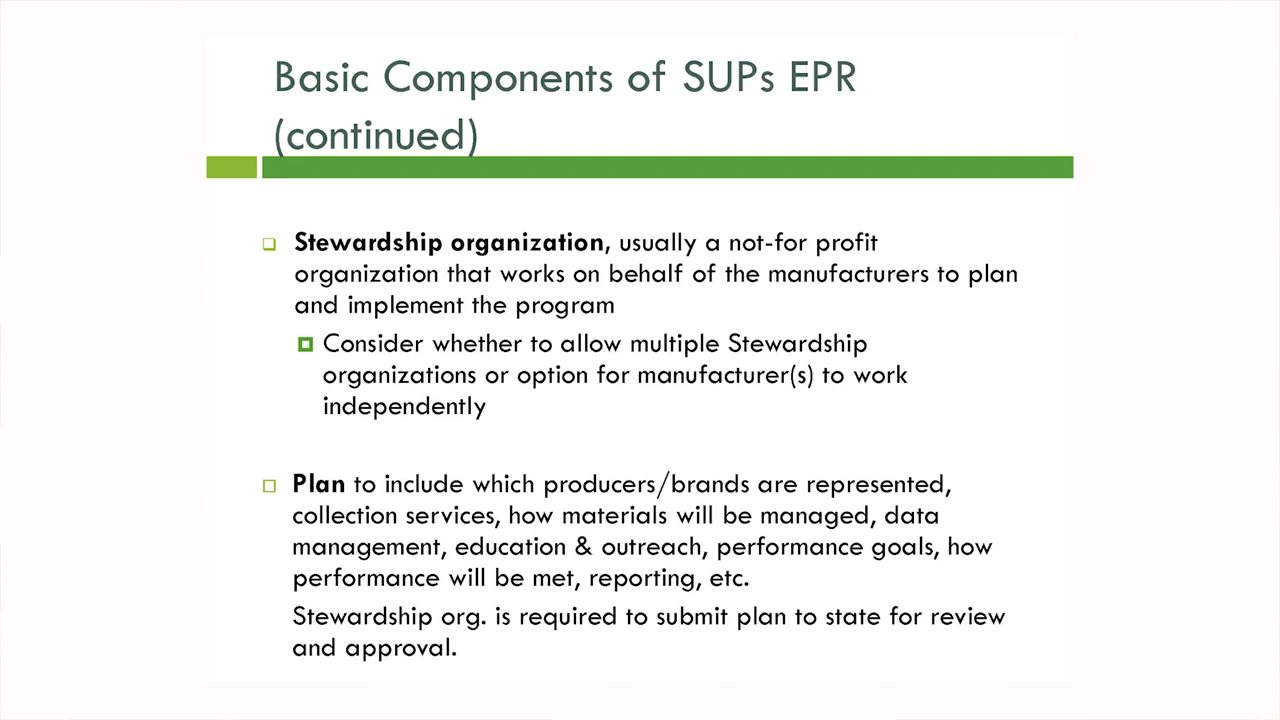 Basic Components of SUPs EPR
(continued)
Stewardship organization, usually a not-for profit
organization that works on behalf of the manufacturers to plan
and implement the program
Consider whether to allow multiple Stewardship
organizations or option for manufacturer(s) to work
independently
Plan to include which producers/brands are represented,
collection services, how materials will be managed, data
management, education & outreach, performance goals, how
performance will be met, reporting, etc.
Stewardship org. is required to submit plan to state for review
and approval.